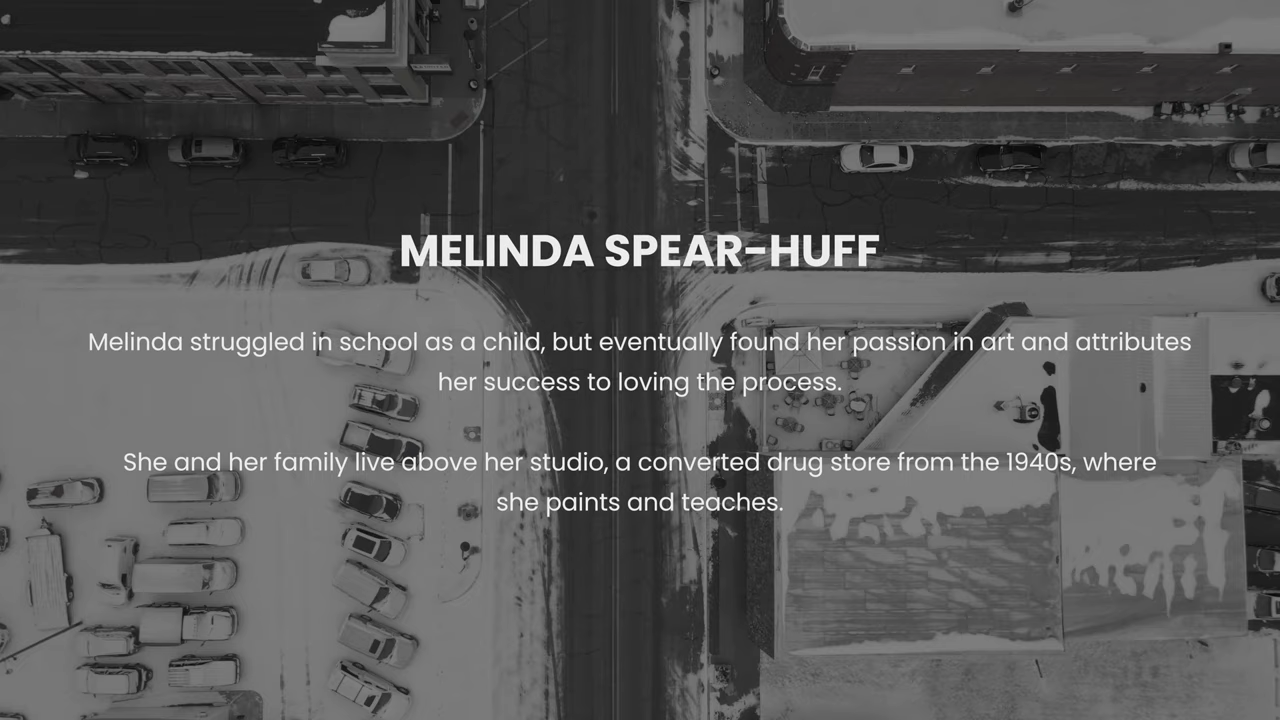 MELINDA SPEAR-HUFF
Melinda struggled in school as a child, but eventually found her passion in art and attributes
her success to loving the process.
She and her family live above her studio, a converted drug store from the 1940s, where
she paints and teaches.